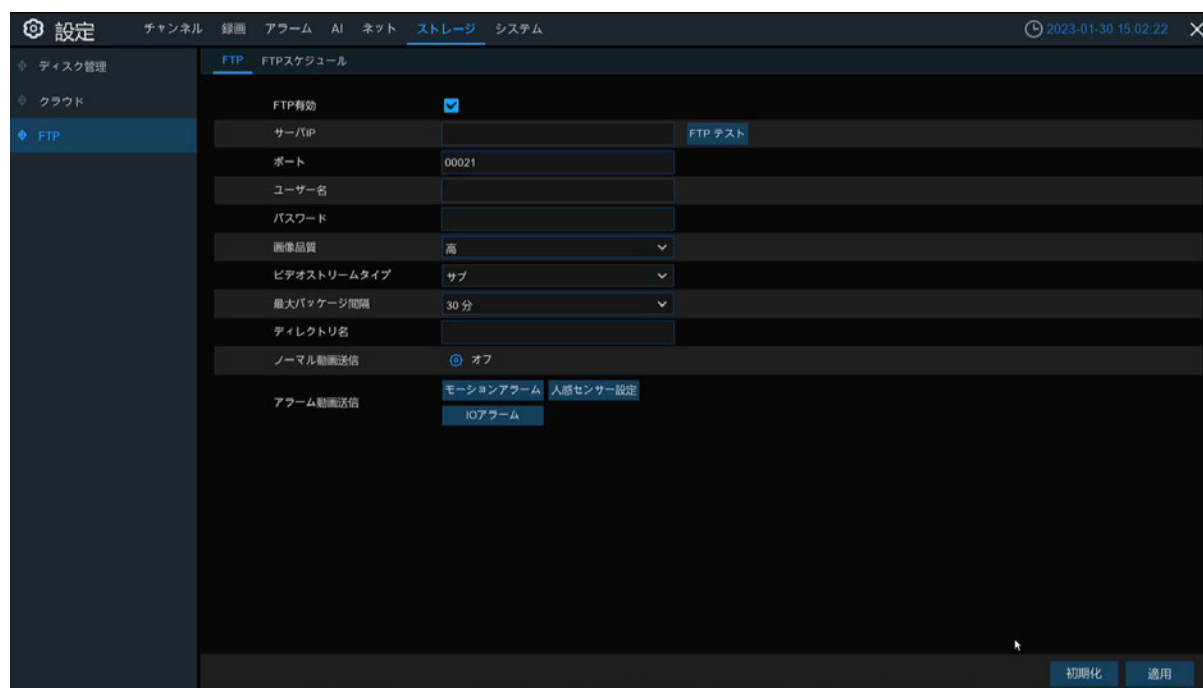 設定 チャンネル 録画 アラーム AI ネット ストレージ システム 2023-01-30 15:02:22
ディスク管理
クラウド
FTP
FTP FTPスケジュール
FTP有効
サーバIP FTP テスト
ポート 00021
ユーザー名
パスワード
画像品質 高
ビデオストリームタイプ サブ
最大パッケージ間隔 30 分
ディレクトリ名
ノーマル動画送信 オフ
アラーム動画送信 モーションアラーム 人感センサー設定
IOアラーム
初期化 適用